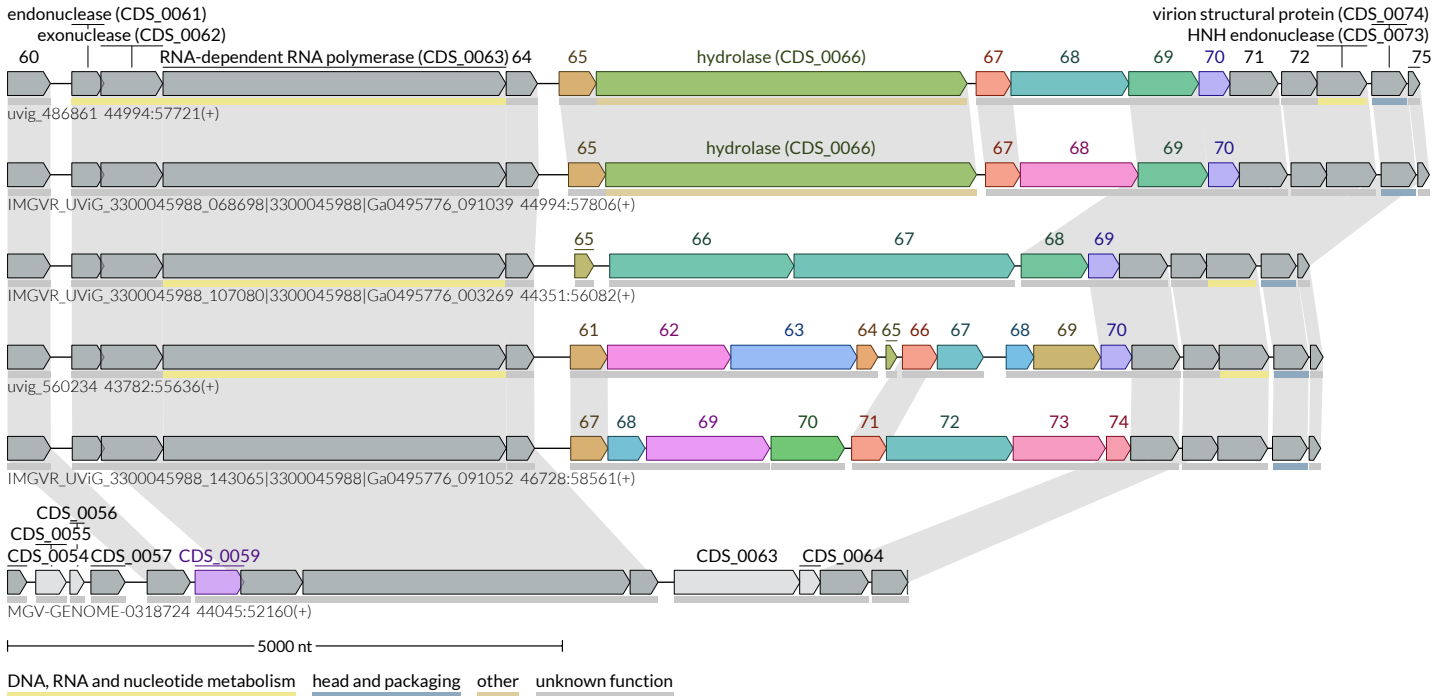 endonuclease (CDS_0061)
exonuclease (CDS_0062)
virion structural protein (CDS_0074)
HNH endonuclease (CDS_0073)
60 RNA-dependent RNA polymerase (CDS_0063) 64 65 hydrolase (CDS_0066) 67 68 69 70 71 72 75
uvig_486861 44994:57721(+)
65 hydrolase (CDS_0066) 67 68 69 70
IMGVR_UViG_3300045988_068698|3300045988|Ga0495776_091039 44994:57806(+)
65 66 67 68 69
IMGVR_UViG_3300045988_107080|3300045988|Ga0495776_003269 44351:56082(+)
61 62 63 64 65 66 67 68 69 70
uvig_560234 43782:55636(+)
67 68 69 70 71 72 73 74
IMGVR_UViG_3300045988_143065|3300045988|Ga0495776_091052 46728:58561(+)
CDS_0056
CDS_0055
CDS_0054 CDS_0057 CDS_0059 CDS_0063 CDS_0064
MGV-GENOME-0318724 44045:52160(+)
5000 nt
DNA, RNA and nucleotide metabolism head and packaging other unknown function